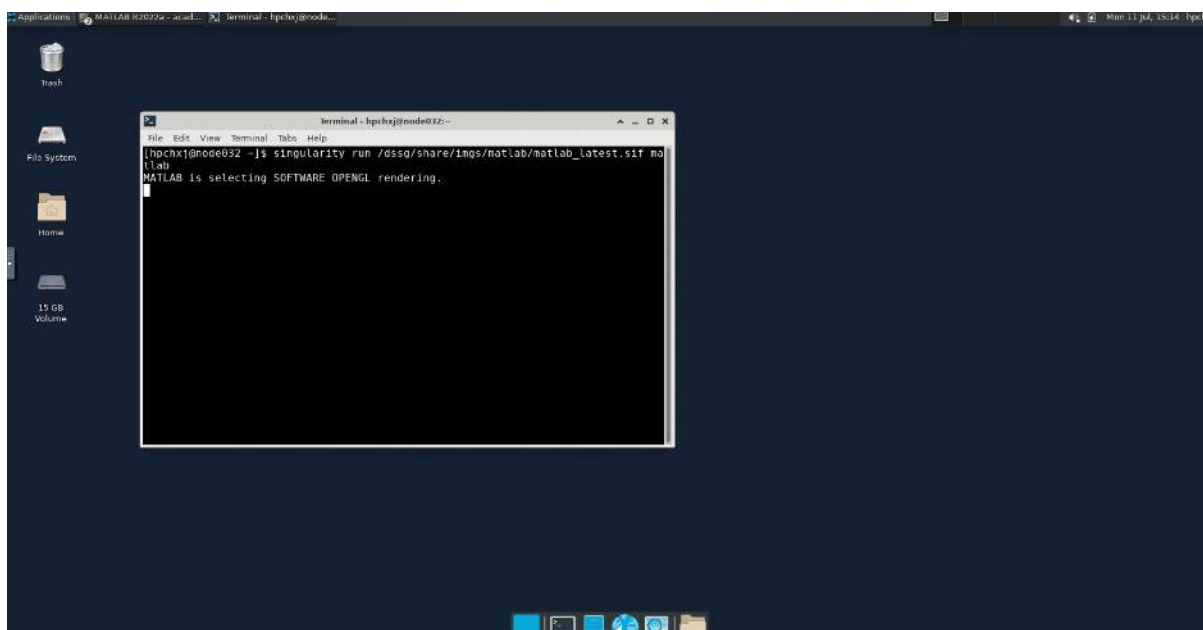 Applications
MATLAB R2022a - acad...
Terminal - hpchxj@node...
Mon 11 Jul, 15:14
hpc
Trash
File System
Home
15 GB
Volume
Terminal - hpchxj@node032:~
File Edit View Terminal Tabs Help
[hpchxj@node032 ~]$ singularity run /dssg/share/imgs/matlab/matlab_latest.sif ma
tlab
MATLAB is selecting SOFTWARE OPENGL rendering.